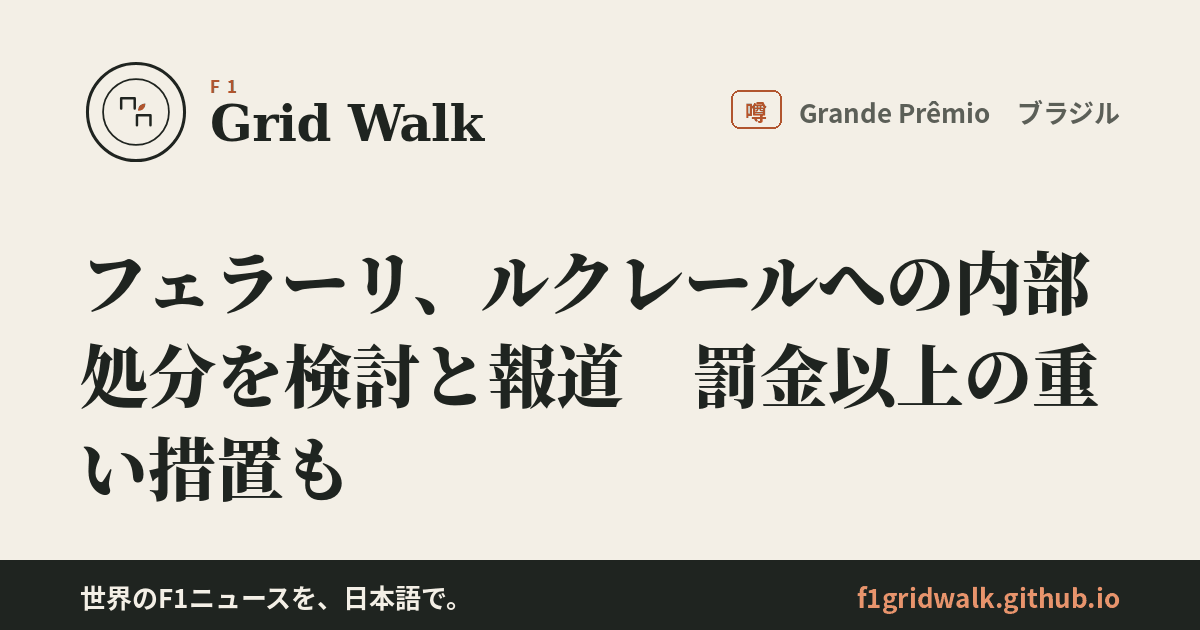 F1
Grid Walk
噂 Grande Prêmio　ブラジル
フェラーリ、ルクレールへの内部
処分を検討と報道　罰金以上の重
い措置も
世界のF1ニュースを、日本語で。
f1gridwalk.github.io